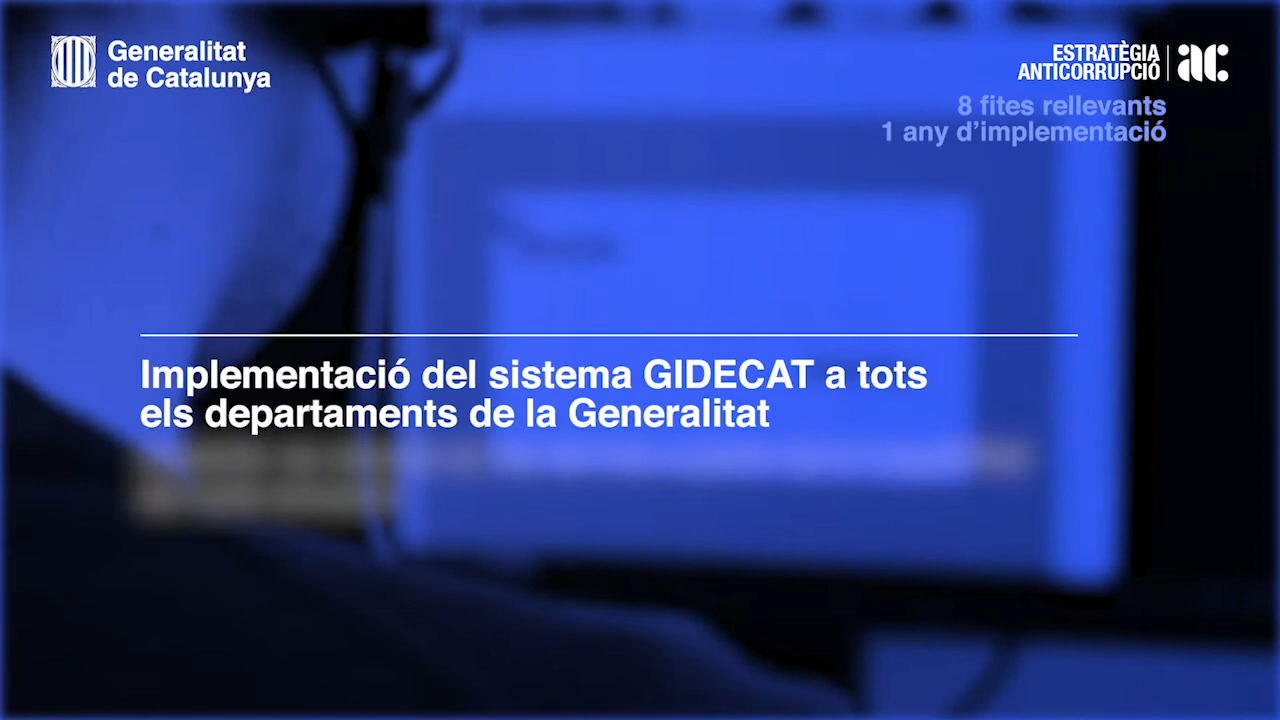 Generalitat
de Catalunya
ESTRATÈGIA
ANTICORRUPCIÓ
ac
8 fites rellevants
1 any d’implementació
Implementació del sistema GIDECAT a tots
els departaments de la Generalitat